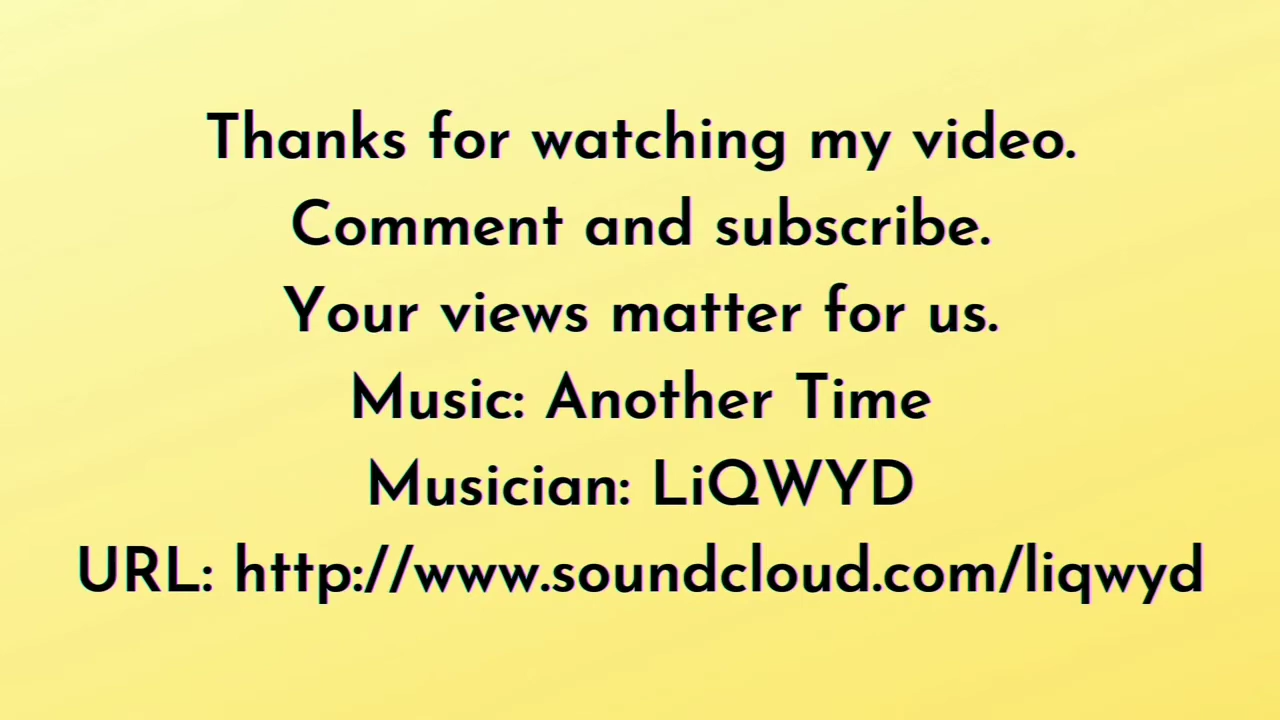 Thanks for watching my video.
Comment and subscribe.
Your views matter for us.
Music: Another Time
Musician: LiQWYD
URL: http://www.soundcloud.com/liqwyd